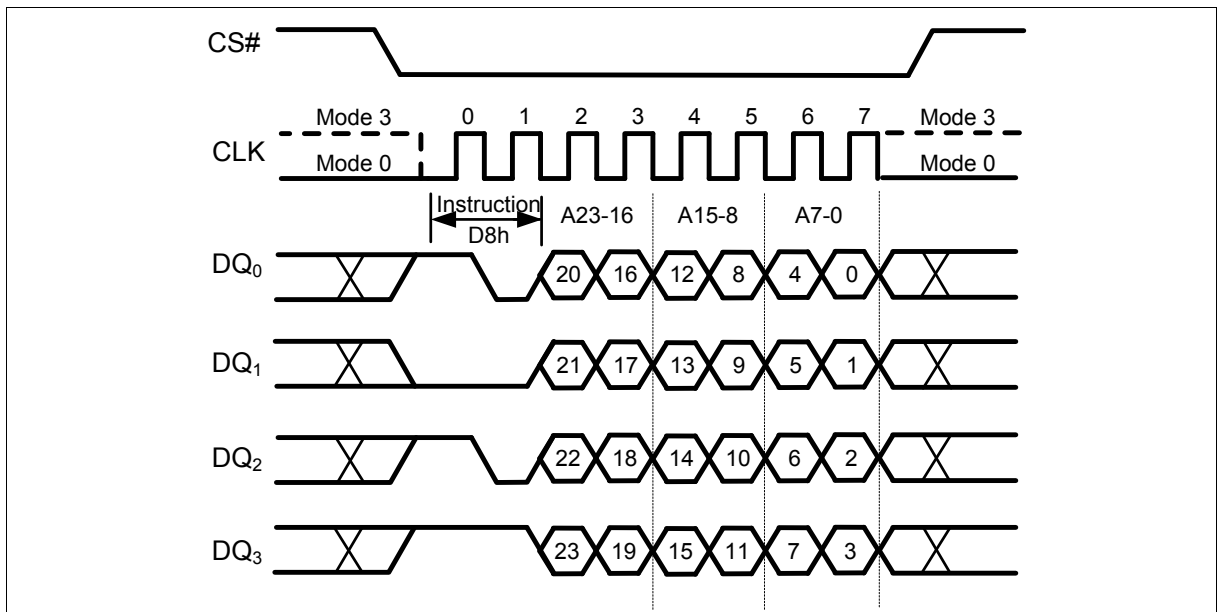 CS#
Mode 3 0 1 2 3 4 5 6 7 Mode 3
CLK
Mode 0 Mode 0
Instruction A23-16 A15-8 A7-0
D8h
DQ₀ 20 16 12 8 4 0
DQ₁ 21 17 13 9 5 1
DQ₂ 22 18 14 10 6 2
DQ₃ 23 19 15 11 7 3